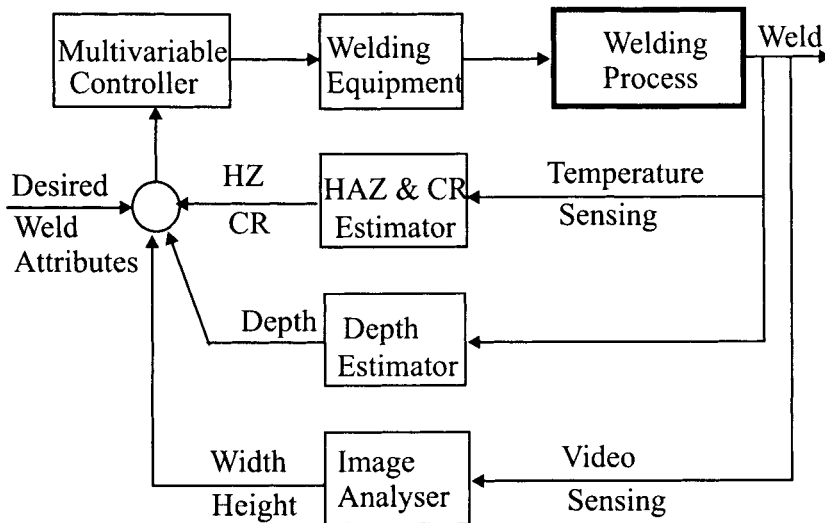 Multivariable
Controller
Welding
Equipment
Welding
Process
Weld
Desired
Weld
Attributes
HZ
CR
HAZ & CR
Estimator
Temperature
Sensing
Depth
Depth
Estimator
Width
Height
Image
Analyser
Video
Sensing